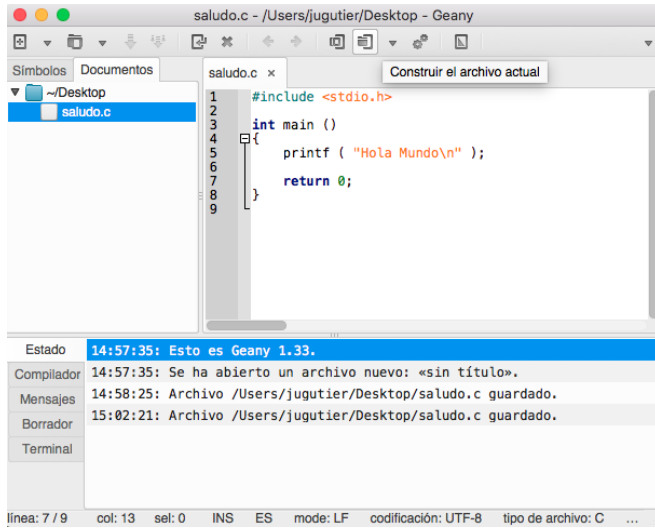 saludo.c - /Users/jugutier/Desktop - Geany
Símbolos Documentos
~/Desktop
saludo.c
saludo.c ×
Construir el archivo actual
1 #include <stdio.h>
2
3 int main ()
4 {
5 printf ( "Hola Mundo\n" );
6
7 return 0;
8 }
9
Estado
Compilador
Mensajes
Borrador
Terminal
14:57:35: Esto es Geany 1.33.
14:57:35: Se ha abierto un archivo nuevo: «sin título».
14:58:25: Archivo /Users/jugutier/Desktop/saludo.c guardado.
15:02:21: Archivo /Users/jugutier/Desktop/saludo.c guardado.
línea: 7 / 9 col: 13 sel: 0 INS ES mode: LF codificación: UTF-8 tipo de archivo: C ...